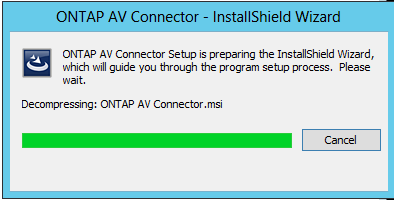 ONTAP AV Connector - InstallShield Wizard
ONTAP AV Connector Setup is preparing the InstallShield Wizard,
which will guide you through the program setup process. Please
wait.
Decompressing: ONTAP AV Connector.msi
Cancel